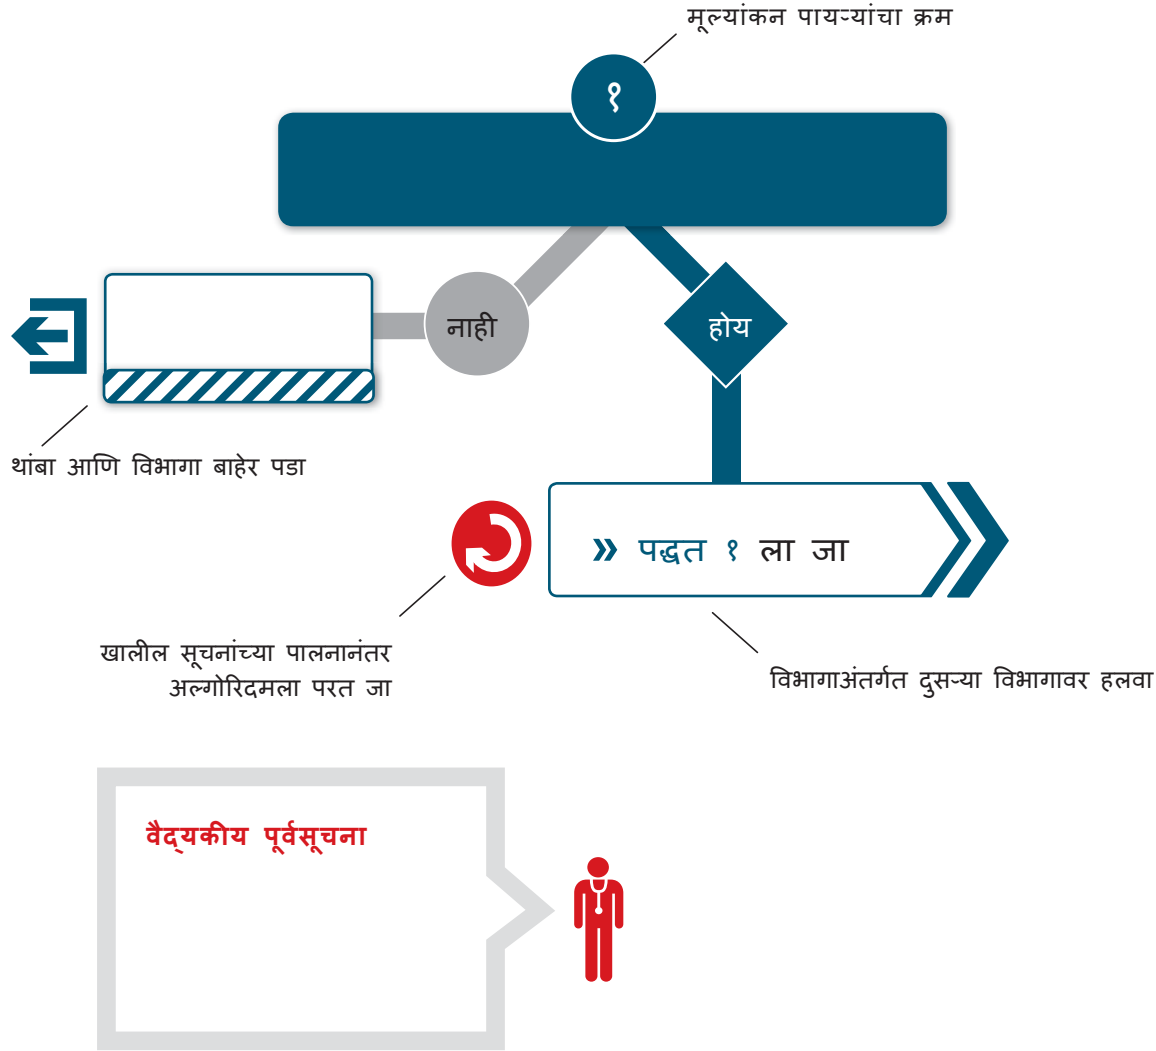 मूल्यांकन पायऱ्यांचा क्रम
१
नाही
होय
थांबा आणि विभागा बाहेर पडा
» पद्धत १ ला जा
खालील सूचनांच्या पालनानंतर
अल्गोरिदमला परत जा
विभागाअंतर्गत दुसऱ्या विभागावर हलवा
वैद्यकीय पूर्वसूचना